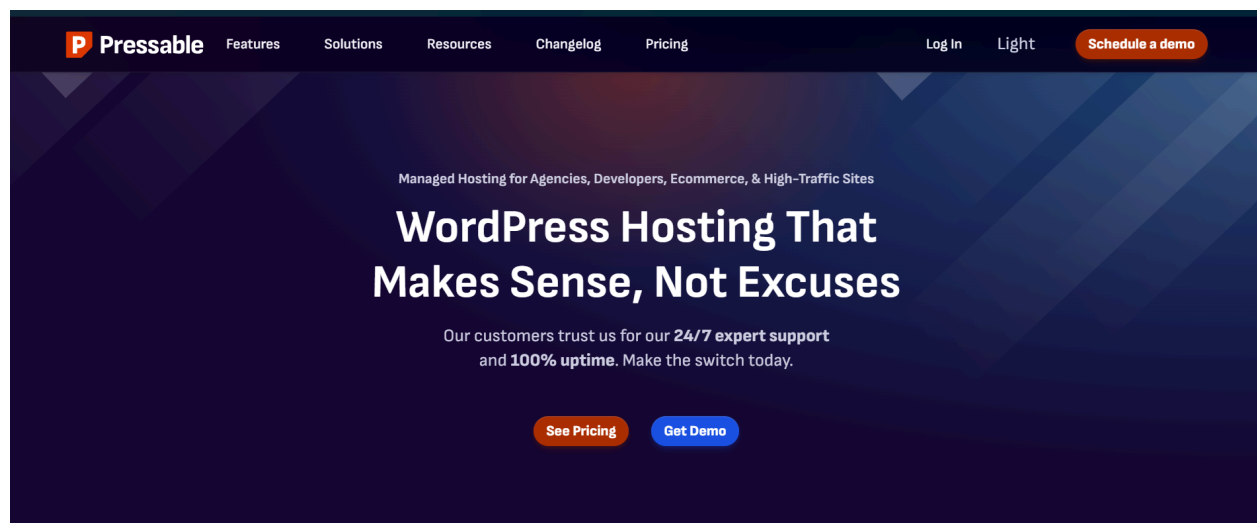 Pressable Features Solutions Resources Changelog Pricing Log In Light Schedule a demo
Managed Hosting for Agencies, Developers, Ecommerce, & High-Traffic Sites
WordPress Hosting That
Makes Sense, Not Excuses
Our customers trust us for our 24/7 expert support
and 100% uptime. Make the switch today.
See Pricing Get Demo